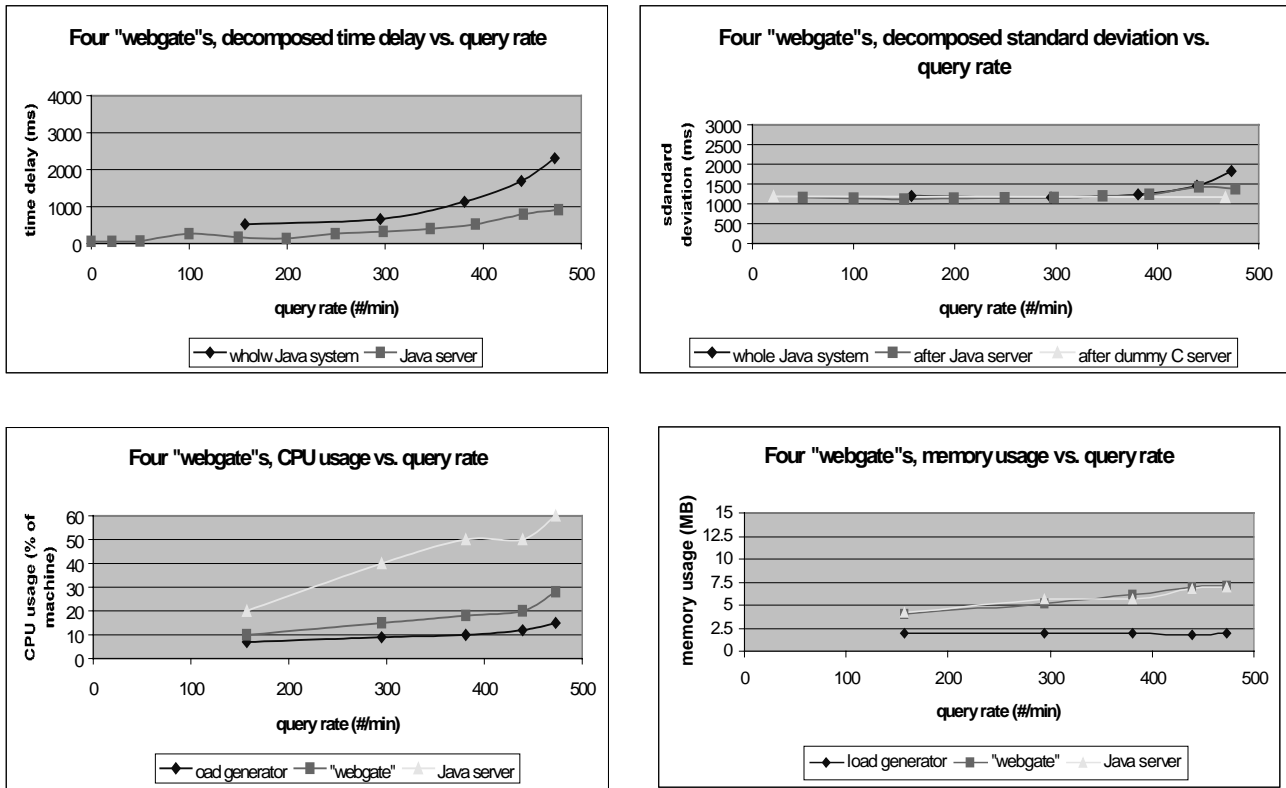 Four "webgate"s, decomposed time delay vs. query rate
time delay (ms)
4000
3000
2000
1000
0
0 100 200 300 400 500
query rate (#/min)
wholw Java system Java server
Four "webgate"s, decomposed standard deviation vs.
query rate
sdandard
deviation (ms)
3000
2500
2000
1500
1000
500
0
0 100 200 300 400 500
query rate (#/min)
whole Java system after Java server after dummy C server
Four "webgate"s, CPU usage vs. query rate
CPU usage (% of
machine)
60
50
40
30
20
10
0
0 100 200 300 400 500
query rate (#/min)
oad generator "webgate" Java server
Four "webgate"s, memory usage vs. query rate
memory usage (MB)
15
12.5
10
7.5
5
2.5
0
0 100 200 300 400 500
query rate (#/min)
load generator "webgate" Java server